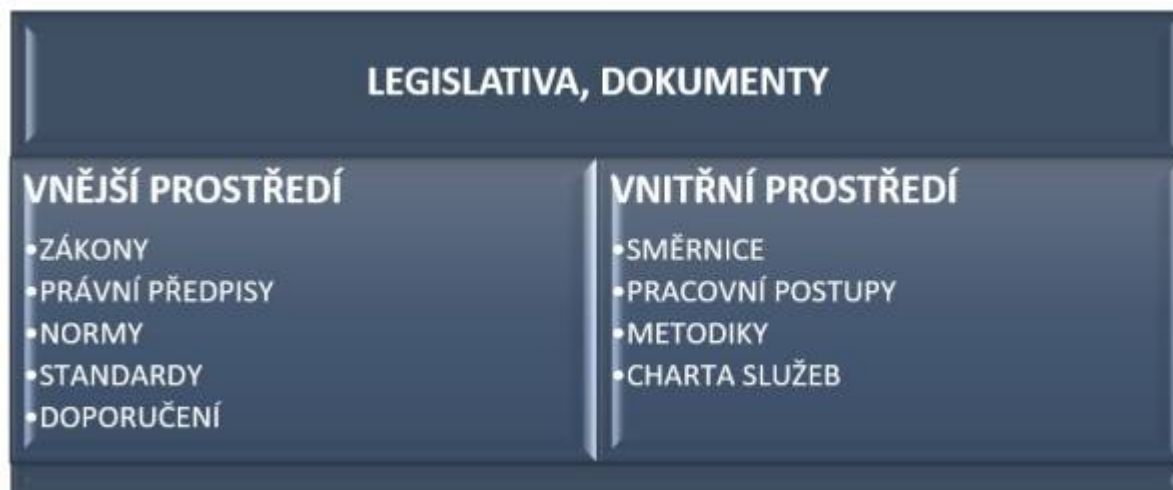 LEGISLATIVA, DOKUMENTY
VNĚJŠÍ PROSTŘEDÍ
•ZÁKONY
•PRÁVNÍ PŘEDPISY
•NORMY
•STANDARDY
•DOPORUČENÍ
VNITŘNÍ PROSTŘEDÍ
•SMĚRNICE
•PRACOVNÍ POSTUPY
•METODIKY
•CHARTA SLUŽEB